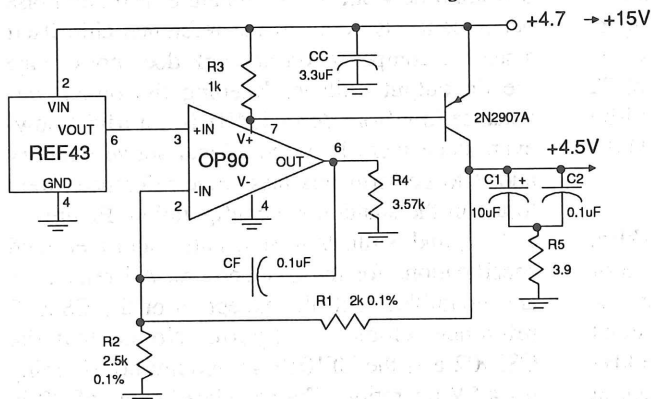 +4.7 → +15V
CC
3.3uF
R3
1k
2
VIN
VOUT
6
REF43
GND
4
3
+IN
V+
7
OP90
OUT
6
-IN
V-
2
4
2N2907A
+4.5V
R4
3.57k
C1
+
C2
10uF
0.1uF
R5
3.9
CF
0.1uF
R1
2k 0.1%
R2
2.5k
0.1%